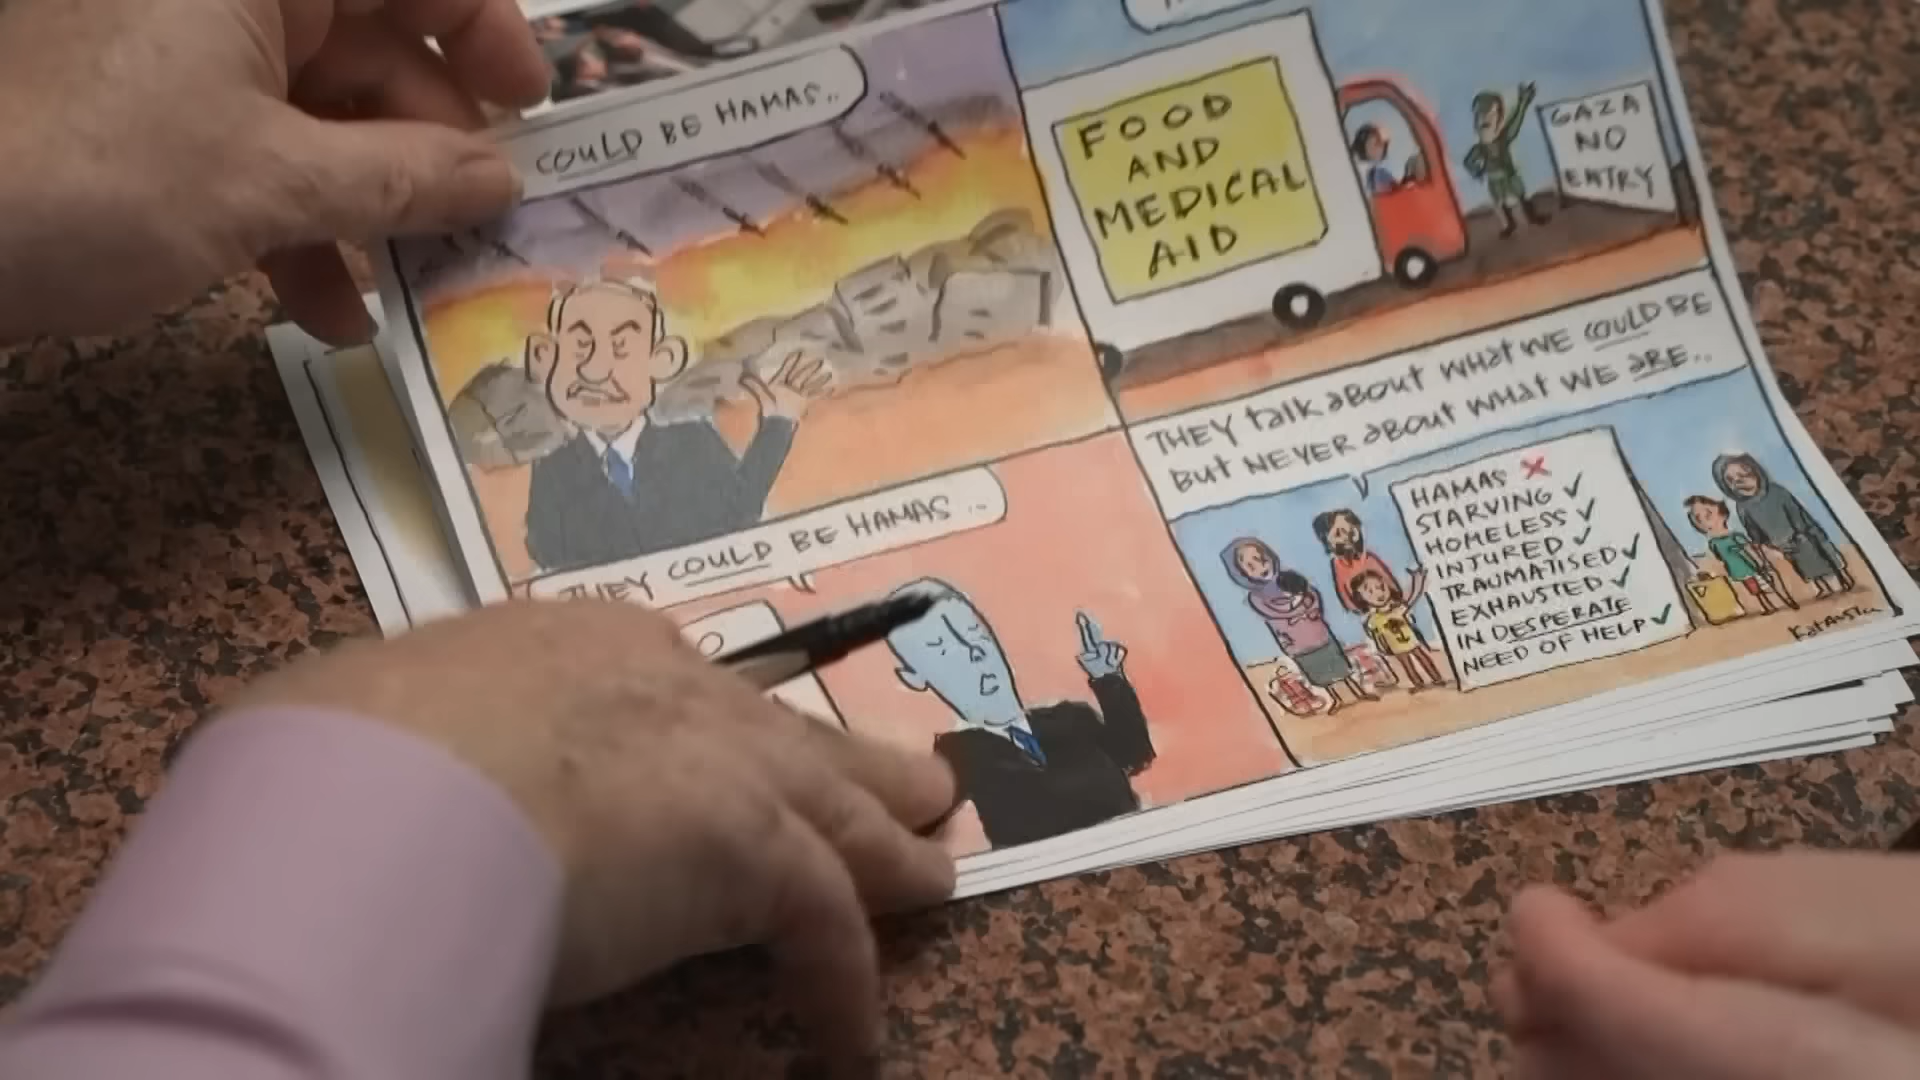 COULD BE HAMAS..
FOOD
AND
MEDICAL
AID
GAZA
NO
ENTRY
THEY COULD BE HAMAS ..
O
THEY talk about what we COULD BE
BUT NEVER about what we are..
HAMAS ✗
STARVING ✓
HOMELESS ✓
INJURED ✓
TRAUMATISED ✓
EXHAUSTED ✓
IN DESPERATE
NEED OF HELP ✓